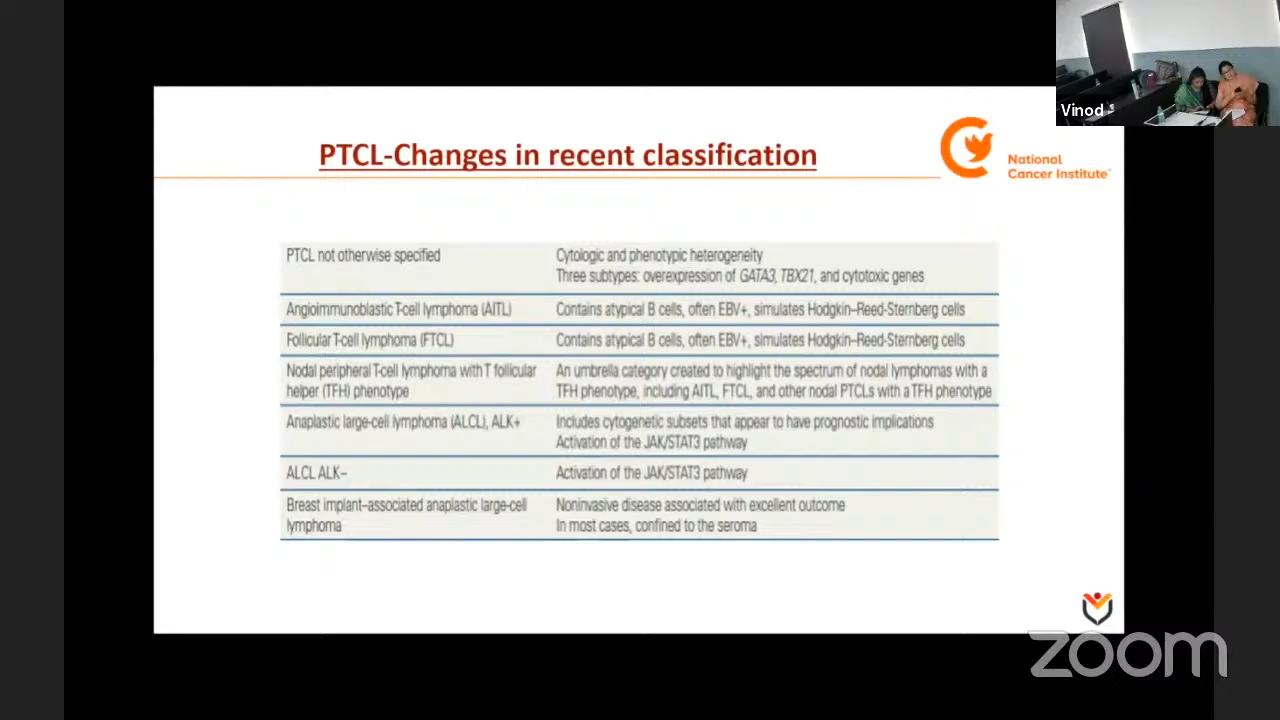 Vinod
PTCL-Changes in recent classification
National
Cancer Institute
PTCL not otherwise specified
Cytologic and phenotypic heterogeneity
Three subtypes: overexpression of GATA3, TBX21, and cytotoxic genes
Angioimmunoblastic T-cell lymphoma (AITL)
Contains atypical B cells, often EBV+, simulates Hodgkin–Reed-Sternberg cells
Follicular T-cell lymphoma (FTCL)
Contains atypical B cells, often EBV+, simulates Hodgkin–Reed-Sternberg cells
Nodal peripheral T-cell lymphoma with T follicular
helper (TFH) phenotype
An umbrella category created to highlight the spectrum of nodal lymphomas with a
TFH phenotype, including AITL, FTCL, and other nodal PTCLs with a TFH phenotype
Anaplastic large-cell lymphoma (ALCL), ALK+
Includes cytogenetic subsets that appear to have prognostic implications
Activation of the JAK/STAT3 pathway
ALCL ALK–
Activation of the JAK/STAT3 pathway
Breast implant–associated anaplastic large-cell
lymphoma
Noninvasive disease associated with excellent outcome
In most cases, confined to the seroma
zoom